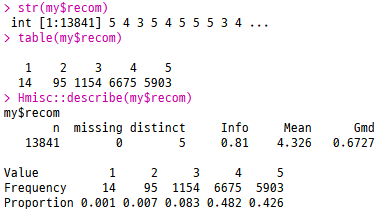 > str(my$recom)
 int [1:13841] 5 4 3 5 4 5 5 5 3 4 ...
> table(my$recom)

   1    2    3    4    5
  14   95 1154 6675 5903
> Hmisc::describe(my$recom)
my$recom
       n  missing distinct     Info     Mean      Gmd
   13841        0        5     0.81    4.326   0.6727

Value          1     2     3     4     5
Frequency     14    95  1154  6675  5903
Proportion 0.001 0.007 0.083 0.482 0.426